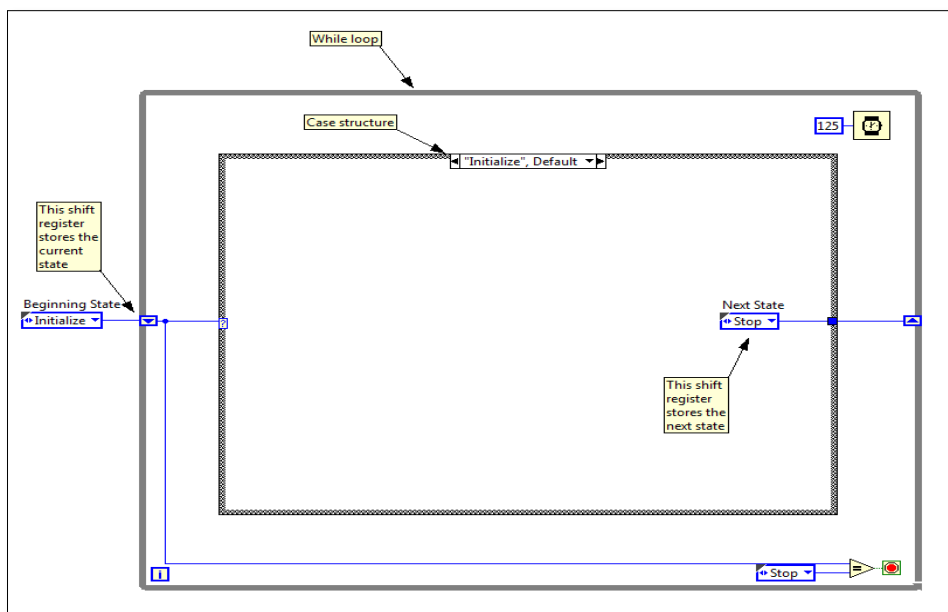 While loop
125
Case structure
"Initialize", Default
This shift
register
stores the
current
state
Beginning State
Initialize
?
Next State
Stop
This shift
register
stores the
next state
i
Stop
=